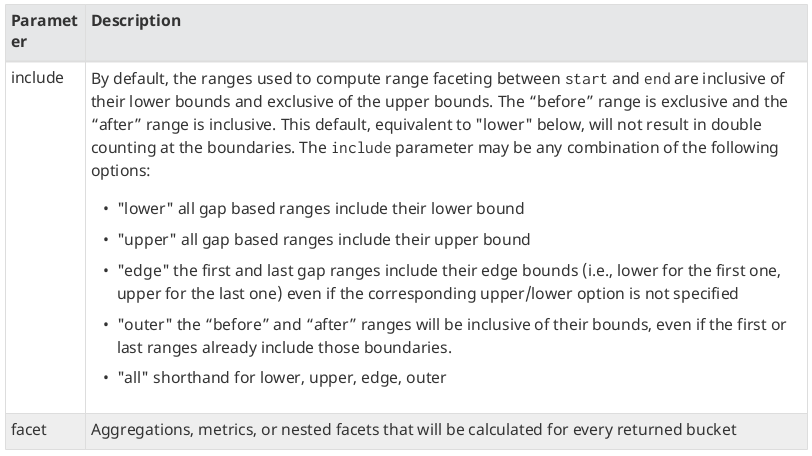 Paramet
er
Description
include
By default, the ranges used to compute range faceting between start and end are inclusive of
their lower bounds and exclusive of the upper bounds. The “before” range is exclusive and the
“after” range is inclusive. This default, equivalent to "lower" below, will not result in double
counting at the boundaries. The include parameter may be any combination of the following
options:
• "lower" all gap based ranges include their lower bound
• "upper" all gap based ranges include their upper bound
• "edge" the first and last gap ranges include their edge bounds (i.e., lower for the first one,
upper for the last one) even if the corresponding upper/lower option is not specified
• "outer" the “before” and “after” ranges will be inclusive of their bounds, even if the first or
last ranges already include those boundaries.
• "all" shorthand for lower, upper, edge, outer
facet
Aggregations, metrics, or nested facets that will be calculated for every returned bucket